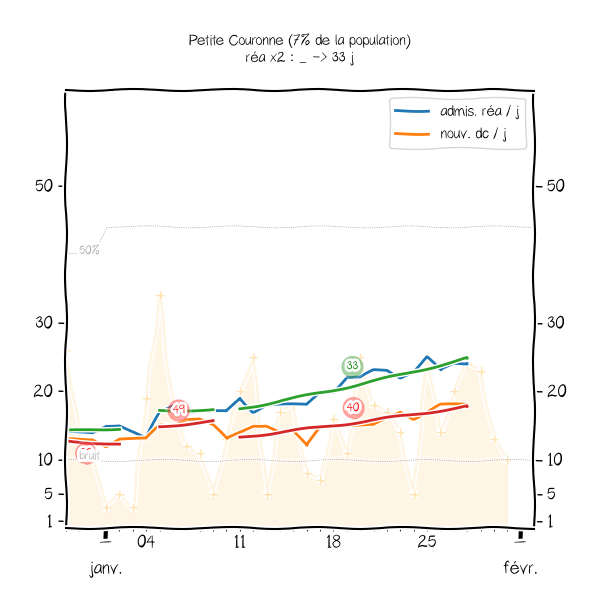 Petite Couronne (7% de la population)
réa x2 : _ -> 33 j
admis. réa / j
nouv. dc / j
50 50
50%
30 30
33
20 20
49 40
bruit
10 10
5 5
1 1
04 11 18 25
janv. févr.